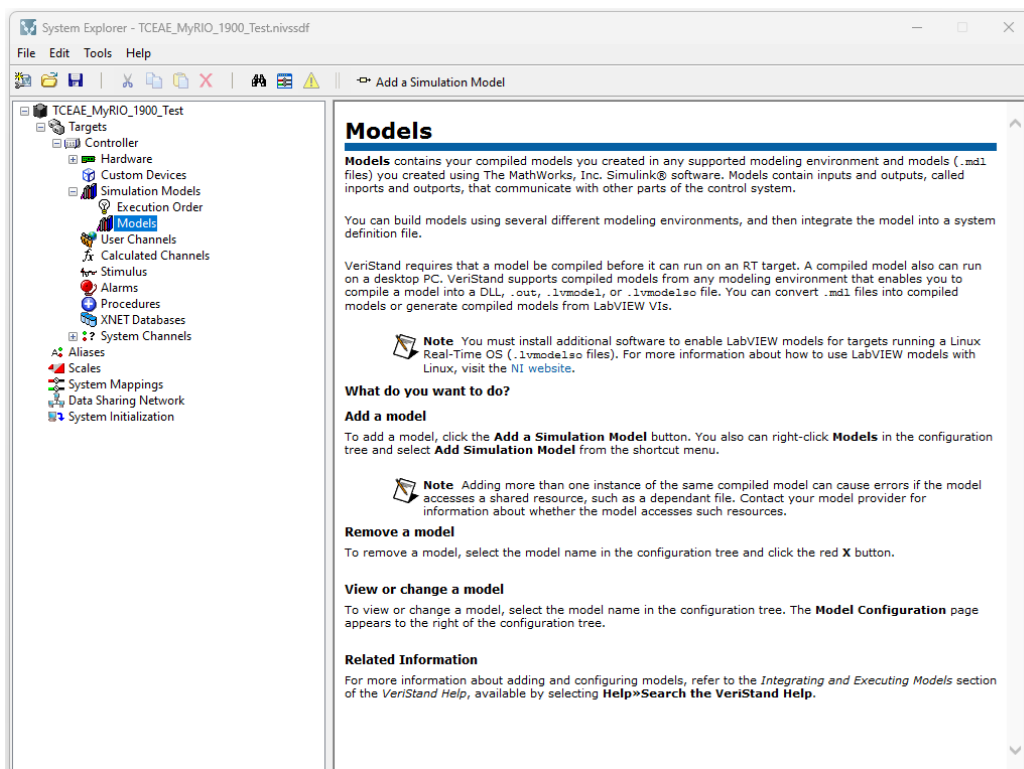 System Explorer - TCEAE_MyRIO_1900_Test.nivssdf
File Edit Tools Help
Add a Simulation Model
TCEAE_MyRIO_1900_Test
Targets
Controller
Hardware
Custom Devices
Simulation Models
Execution Order
Models
User Channels
fx Calculated Channels
Stimulus
Alarms
Procedures
XNET Databases
System Channels
Aliases
Scales
System Mappings
Data Sharing Network
System Initialization
Models
Models contains your compiled models you created in any supported modeling environment and models (.mdl
files) you created using The MathWorks, Inc. Simulink® software. Models contain inputs and outputs, called
inports and outports, that communicate with other parts of the control system.
You can build models using several different modeling environments, and then integrate the model into a system
definition file.
VeriStand requires that a model be compiled before it can run on an RT target. A compiled model also can run
on a desktop PC. VeriStand supports compiled models from any modeling environment that enables you to
compile a model into a DLL, .out, .lvmodel, or .lvmodelso file. You can convert .mdl files into compiled
models or generate compiled models from LabVIEW VIs.
Note You must install additional software to enable LabVIEW models for targets running a Linux
Real-Time OS (.lvmodelso files). For more information about how to use LabVIEW models with
Linux, visit the NI website.
What do you want to do?
Add a model
To add a model, click the Add a Simulation Model button. You also can right-click Models in the configuration
tree and select Add Simulation Model from the shortcut menu.
Note Adding more than one instance of the same compiled model can cause errors if the model
accesses a shared resource, such as a dependant file. Contact your model provider for
information about whether the model accesses such resources.
Remove a model
To remove a model, select the model name in the configuration tree and click the red X button.
View or change a model
To view or change a model, select the model name in the configuration tree. The Model Configuration page
appears to the right of the configuration tree.
Related Information
For more information about adding and configuring models, refer to the Integrating and Executing Models section
of the VeriStand Help, available by selecting Help»Search the VeriStand Help.